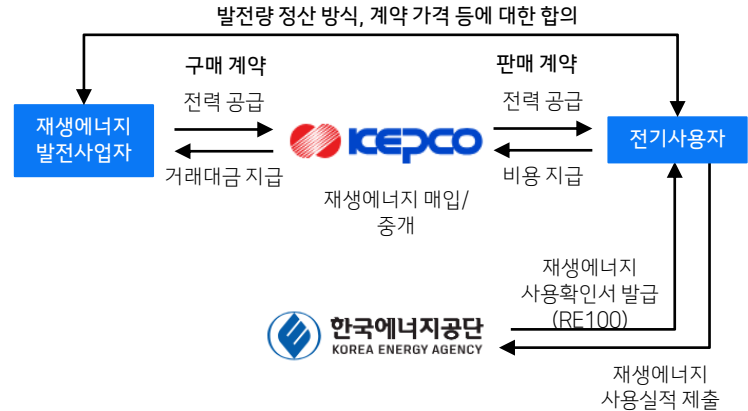 발전량 정산 방식, 계약 가격 등에 대한 합의
구매 계약
판매 계약
전력 공급
전력 공급
재생에너지
발전사업자
KEPCO
전기사용자
거래대금 지급
비용 지급
재생에너지 매입/
중개
재생에너지
사용확인서 발급
(RE100)
한국에너지공단
KOREA ENERGY AGENCY
재생에너지
사용실적 제출